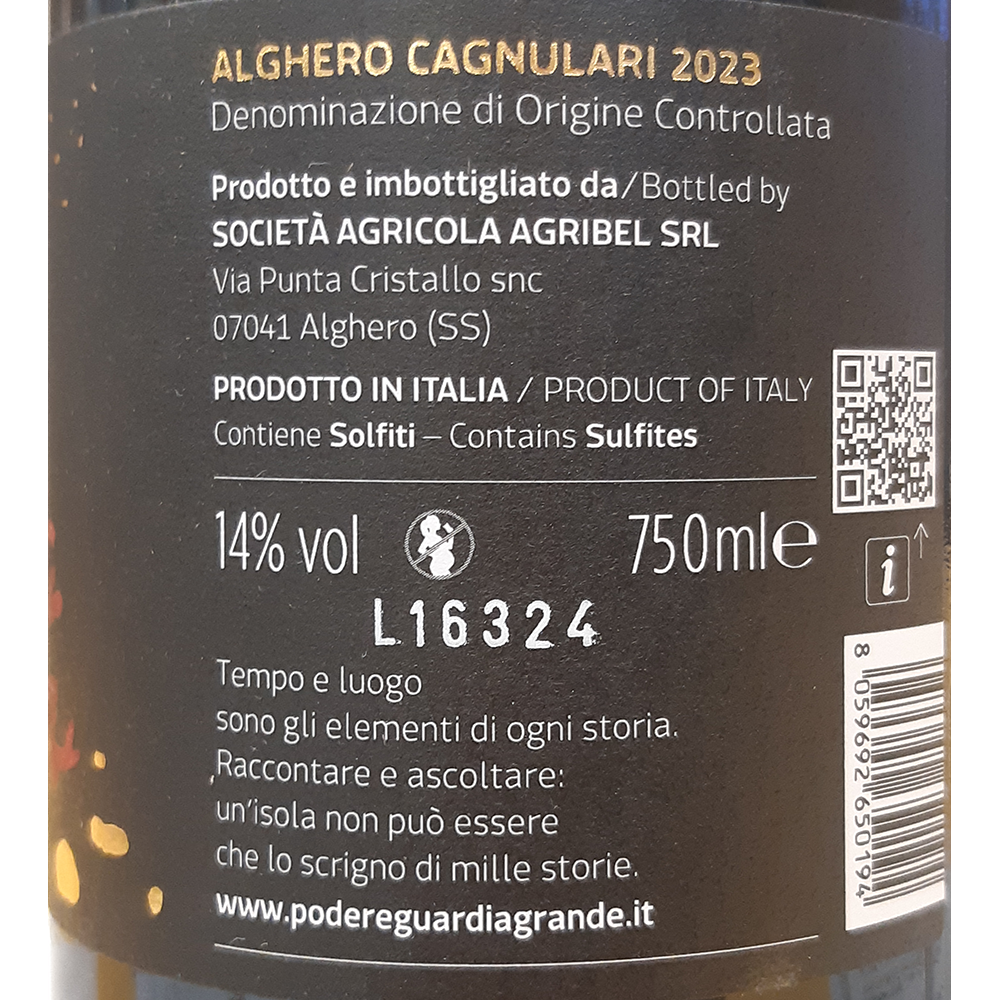 ALGHERO CAGNULARI 2023
Denominazione di Origine Controllata
Prodotto e imbottigliato da/Bottled by
SOCIETÀ AGRICOLA AGRIBEL SRL
Via Punta Cristallo snc
07041 Alghero (SS)
PRODOTTO IN ITALIA / PRODUCT OF ITALY
Contiene Solfiti – Contains Sulfites
14% vol 750ml℮
i
L16324
Tempo e luogo
sono gli elementi di ogni storia.
Raccontare e ascoltare:
un'isola non può essere
che lo scrigno di mille storie.
www.podereguardiagrande.it
8 059692 650194